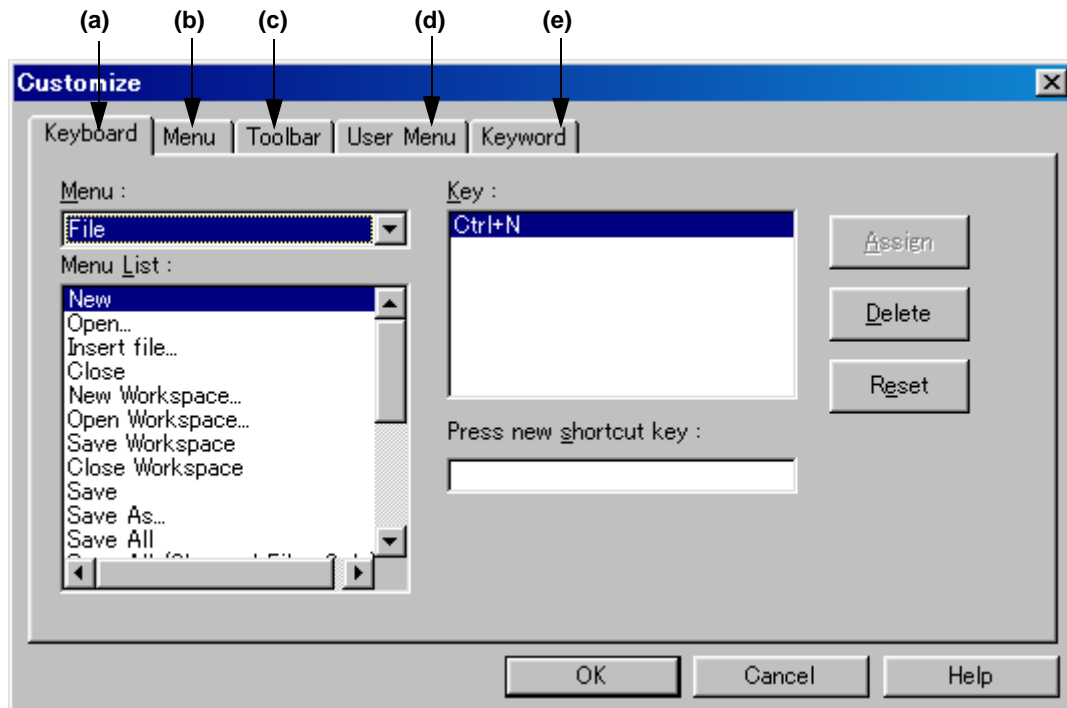 (a) (b) (c) (d) (e)
Customize
Keyboard Menu Toolbar User Menu Keyword
Menu :
File
Menu List :
New
Open...
Insert file...
Close
New Workspace...
Open Workspace...
Save Workspace
Close Workspace
Save
Save As...
Save All
Key :
Ctrl+N
Press new shortcut key :
Assign
Delete
Reset
OK Cancel Help